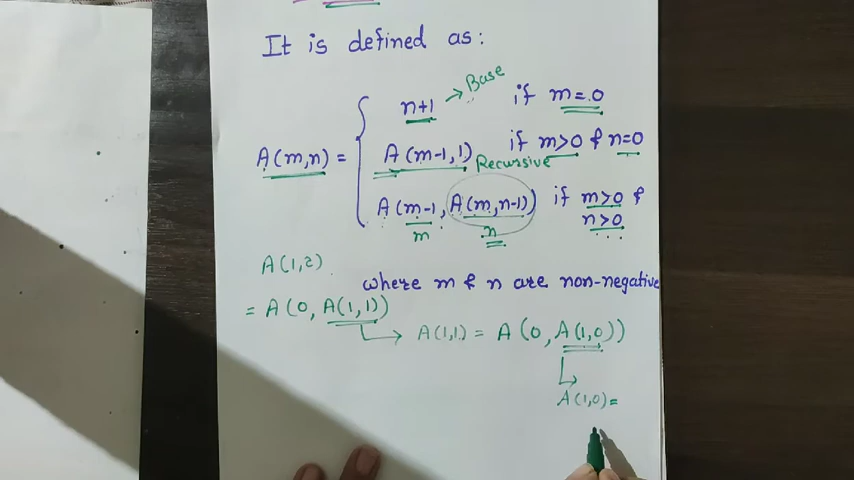 It is defined as:
n+1 → Base if m=0
A(m,n) = { A(m-1,1) if m>0 & n=0
Recursive
A(m-1, A(m,n-1)) if m>0 &
m n n>0
A(1,2)
where m & n are non-negative
= A(0, A(1,1))
A(1,1) = A(0, A(1,0))
A(1,0)=